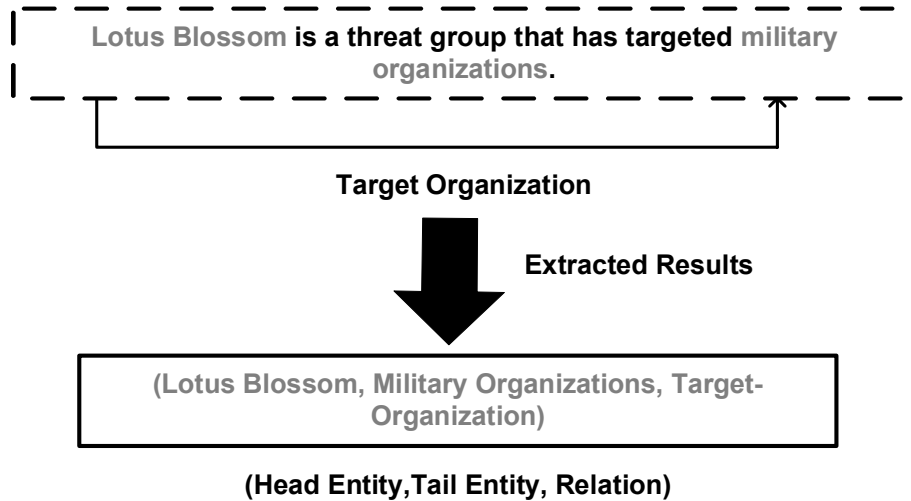 Lotus Blossom is a threat group that has targeted military
organizations.
Target Organization
Extracted Results
(Lotus Blossom, Military Organizations, Target-
Organization)
(Head Entity,Tail Entity, Relation)